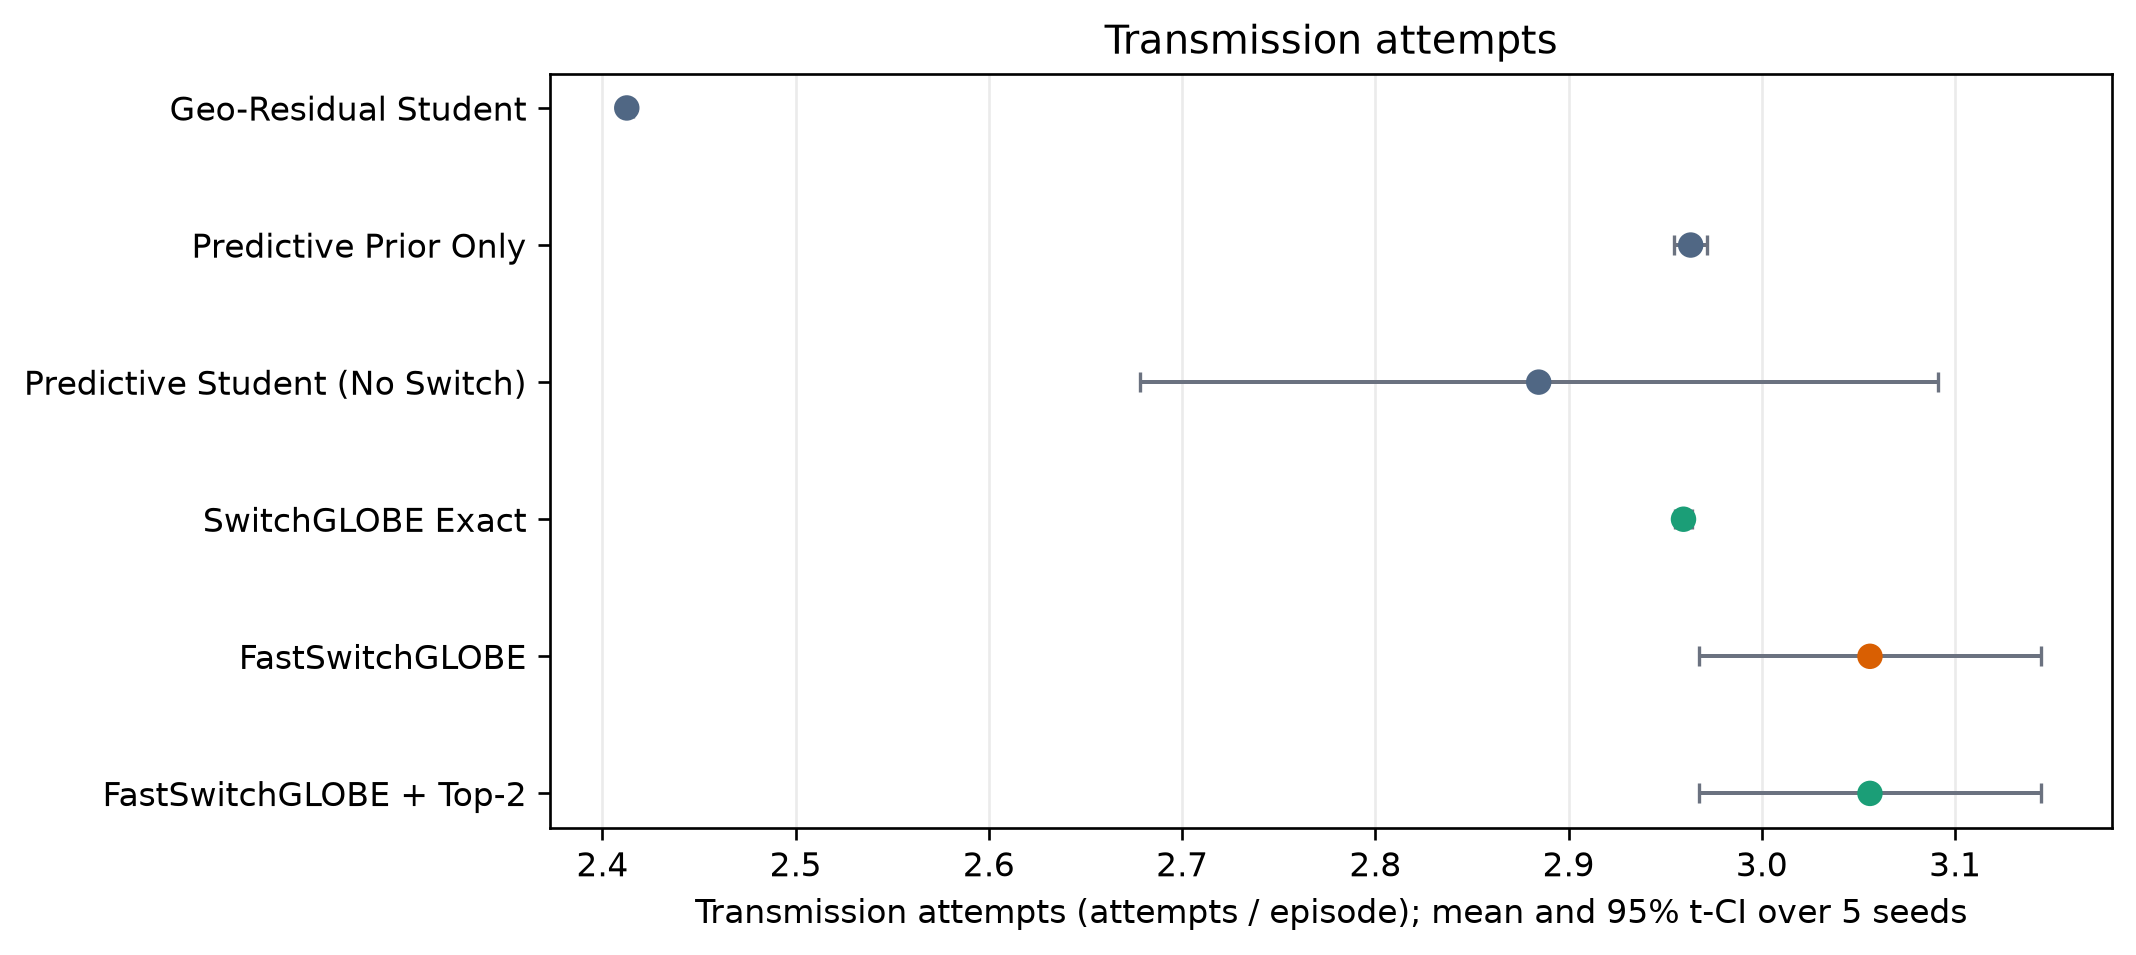 Transmission attempts
Geo-Residual Student
Predictive Prior Only
Predictive Student (No Switch)
SwitchGLOBE Exact
FastSwitchGLOBE
FastSwitchGLOBE + Top-2
2.4 2.5 2.6 2.7 2.8 2.9 3.0 3.1
Transmission attempts (attempts / episode); mean and 95% t-CI over 5 seeds